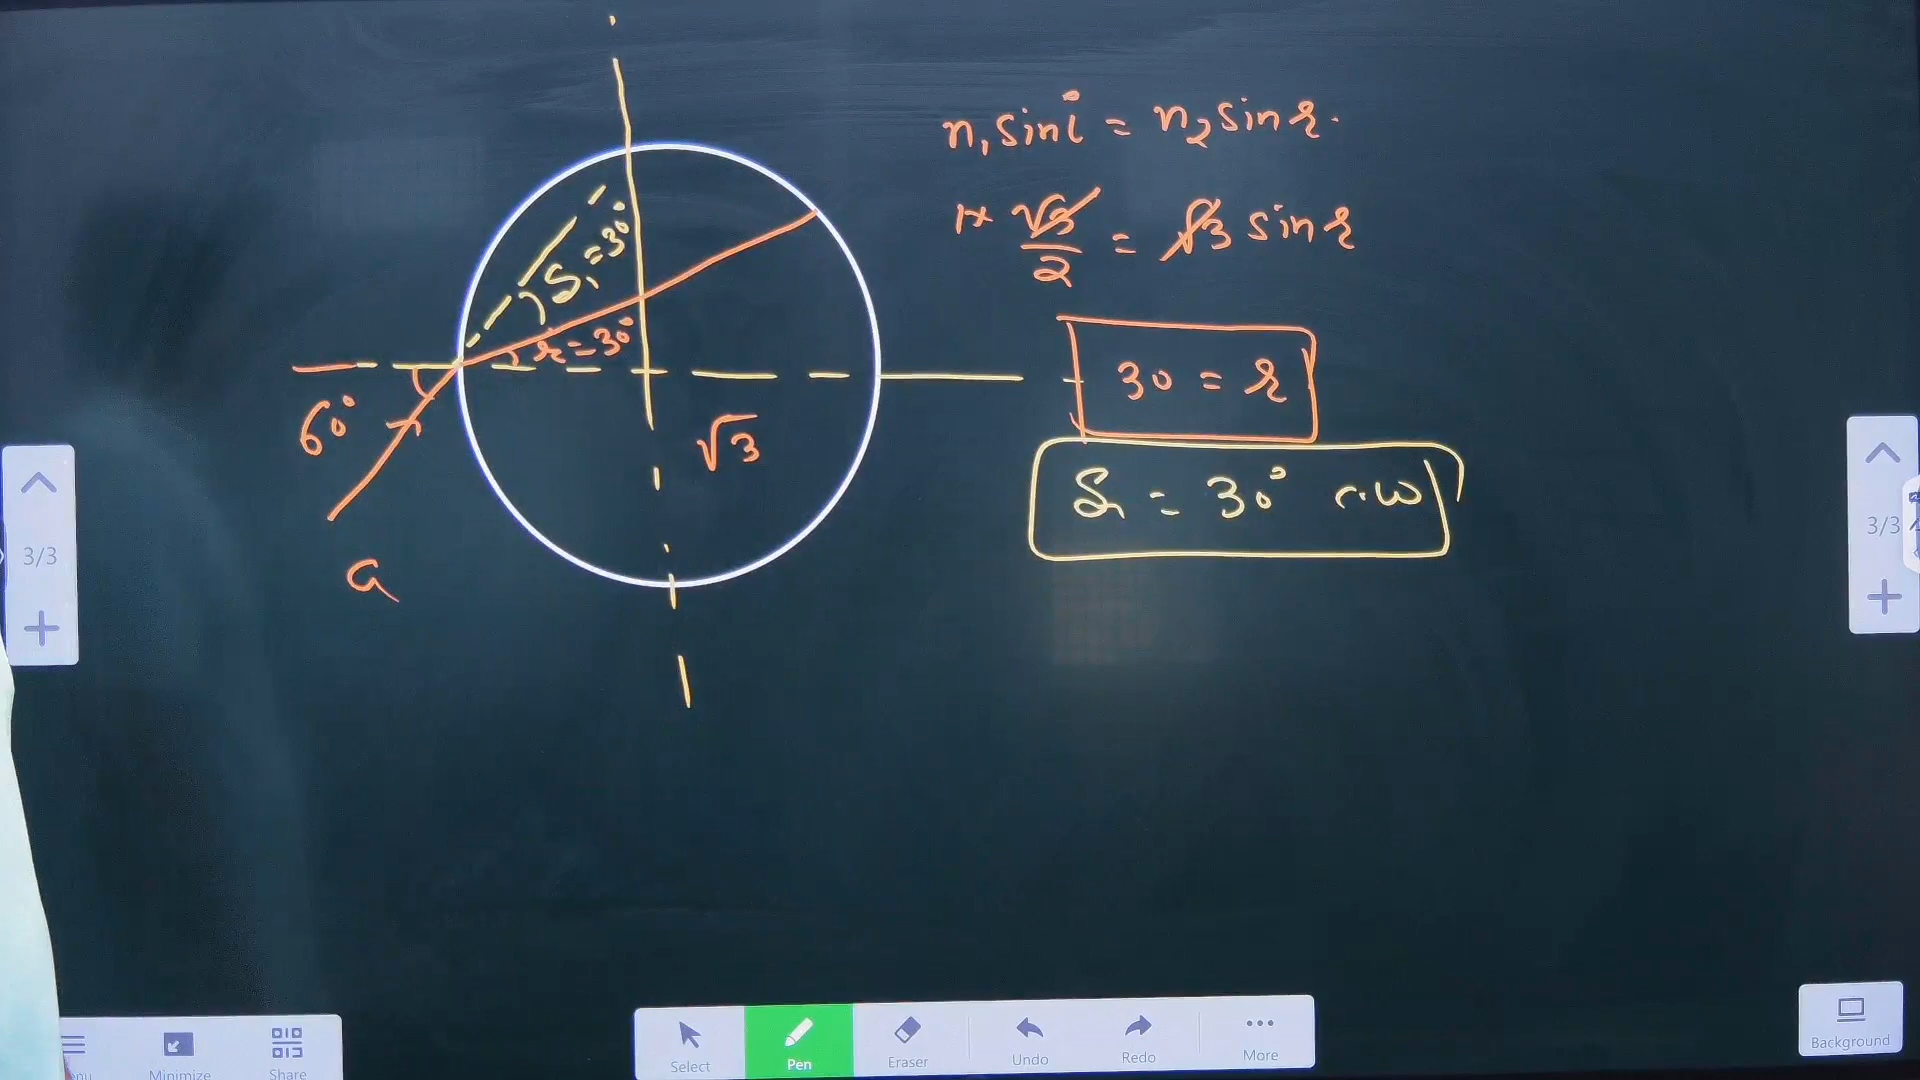 n₁ sin i = n₂ sin r.
1 × √3/2 = √3 sin r
30 = r
δ₁ = 30° c.w
δ₁ = 30°
r = 30°
60°
√3
a
3/3
3/3
Select
Pen
Eraser
Undo
Redo
More
Minimize
Share
Background